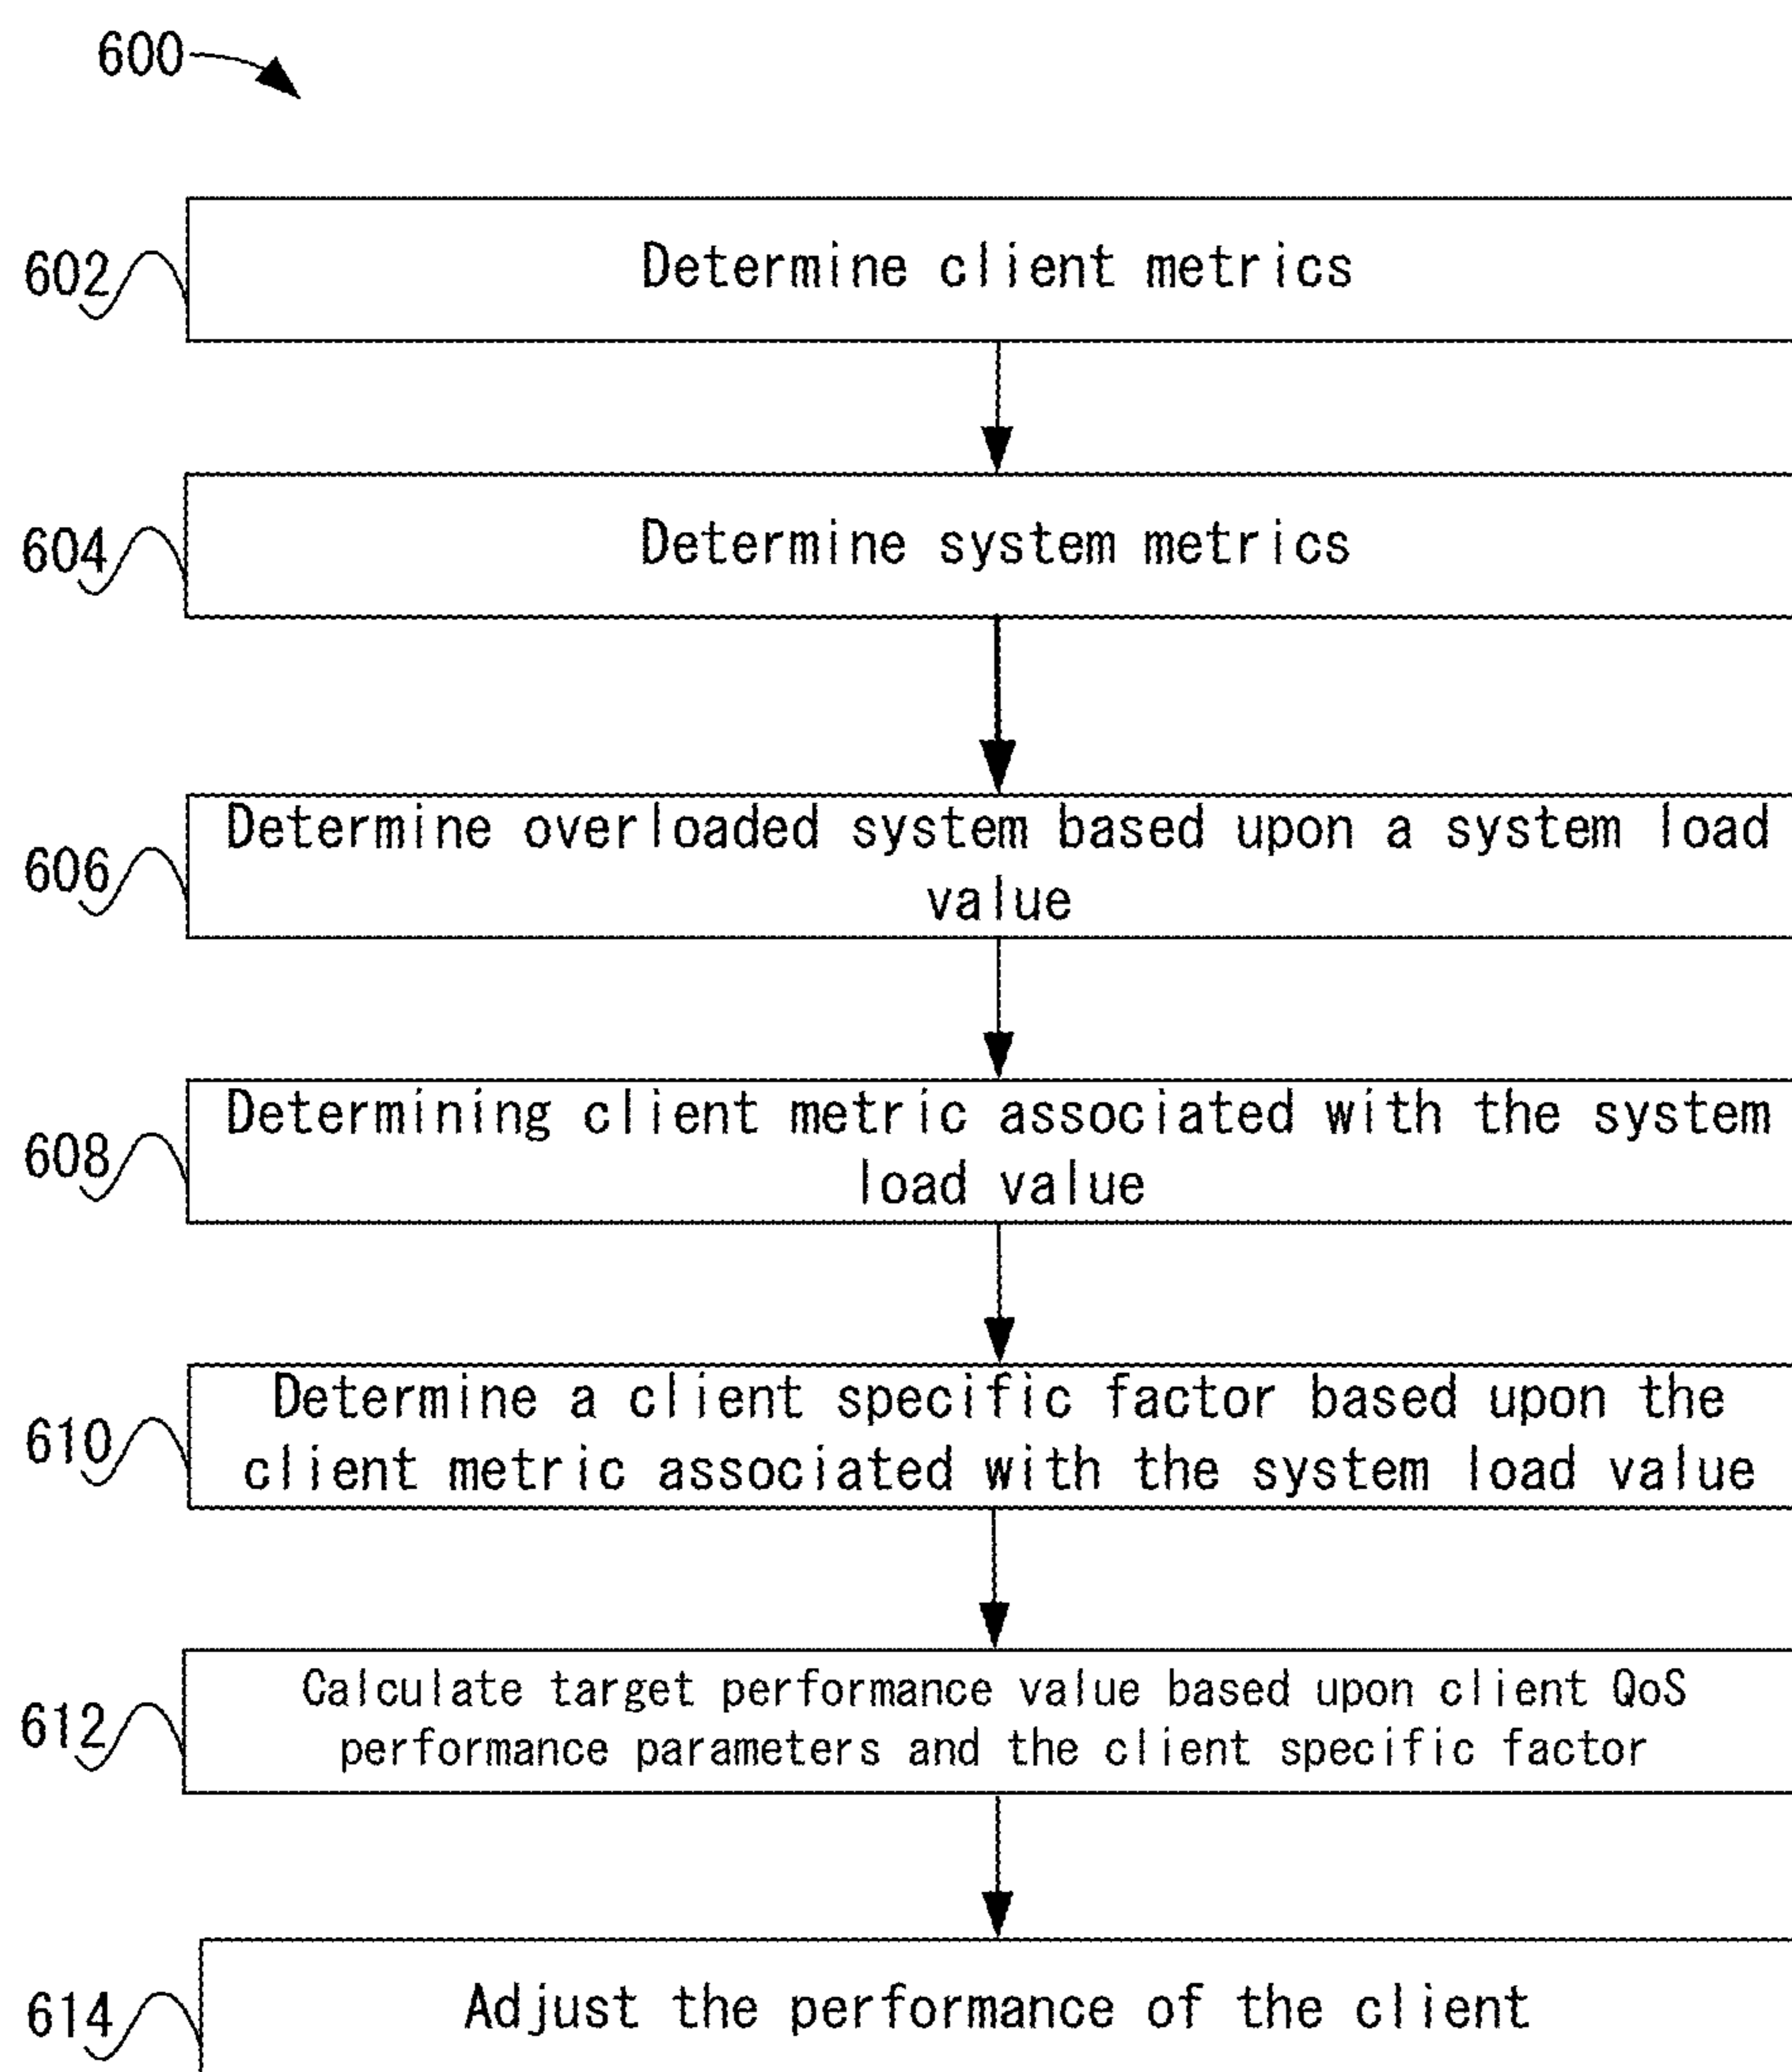 600
602
Determine client metrics
604
Determine system metrics
606
Determine overloaded system based upon a system load
value
608
Determining client metric associated with the system
load value
610
Determine a client specific factor based upon the
client metric associated with the system load value
612
Calculate target performance value based upon client QoS
performance parameters and the client specific factor
614
Adjust the performance of the client